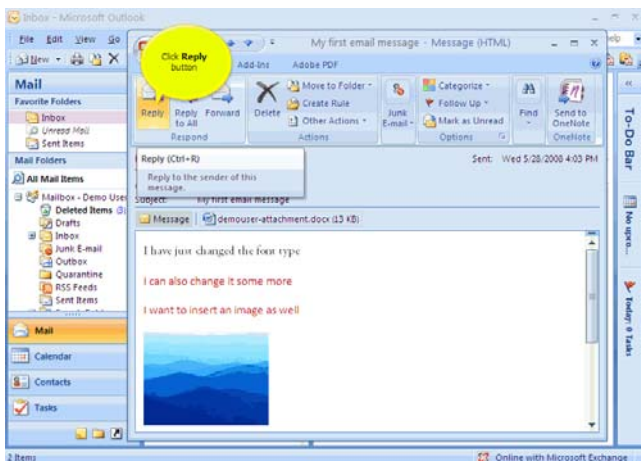 Inbox - Microsoft Outlook
File Edit View Go
New
Mail
Favorite Folders
Inbox
Unread Mail
Sent Items
Mail Folders
All Mail Items
Mailbox - Demo User
Deleted Items
Drafts
Inbox
Junk E-mail
Outbox
Quarantine
RSS Feeds
Sent Items
Mail
Calendar
Contacts
Tasks
2 Items
Click Reply
button
My first email message - Message (HTML)
Add-Ins Adobe PDF
Reply Reply to All Forward
Respond
Delete
Move to Folder
Create Rule
Other Actions
Actions
Junk E-mail
Categorize
Follow Up
Mark as Unread
Options
Find
Send to OneNote
OneNote
Reply (Ctrl+R)
Reply to the sender of this
message.
Sent: Wed 5/28/2008 4:03 PM
Subject: My first email message
Message demouser-attachment.docx (13 KB)
I have just changed the font type
I can also change it some more
I want to insert an image as well
To-Do Bar
No upco...
Today: 0 Tasks
Online with Microsoft Exchange